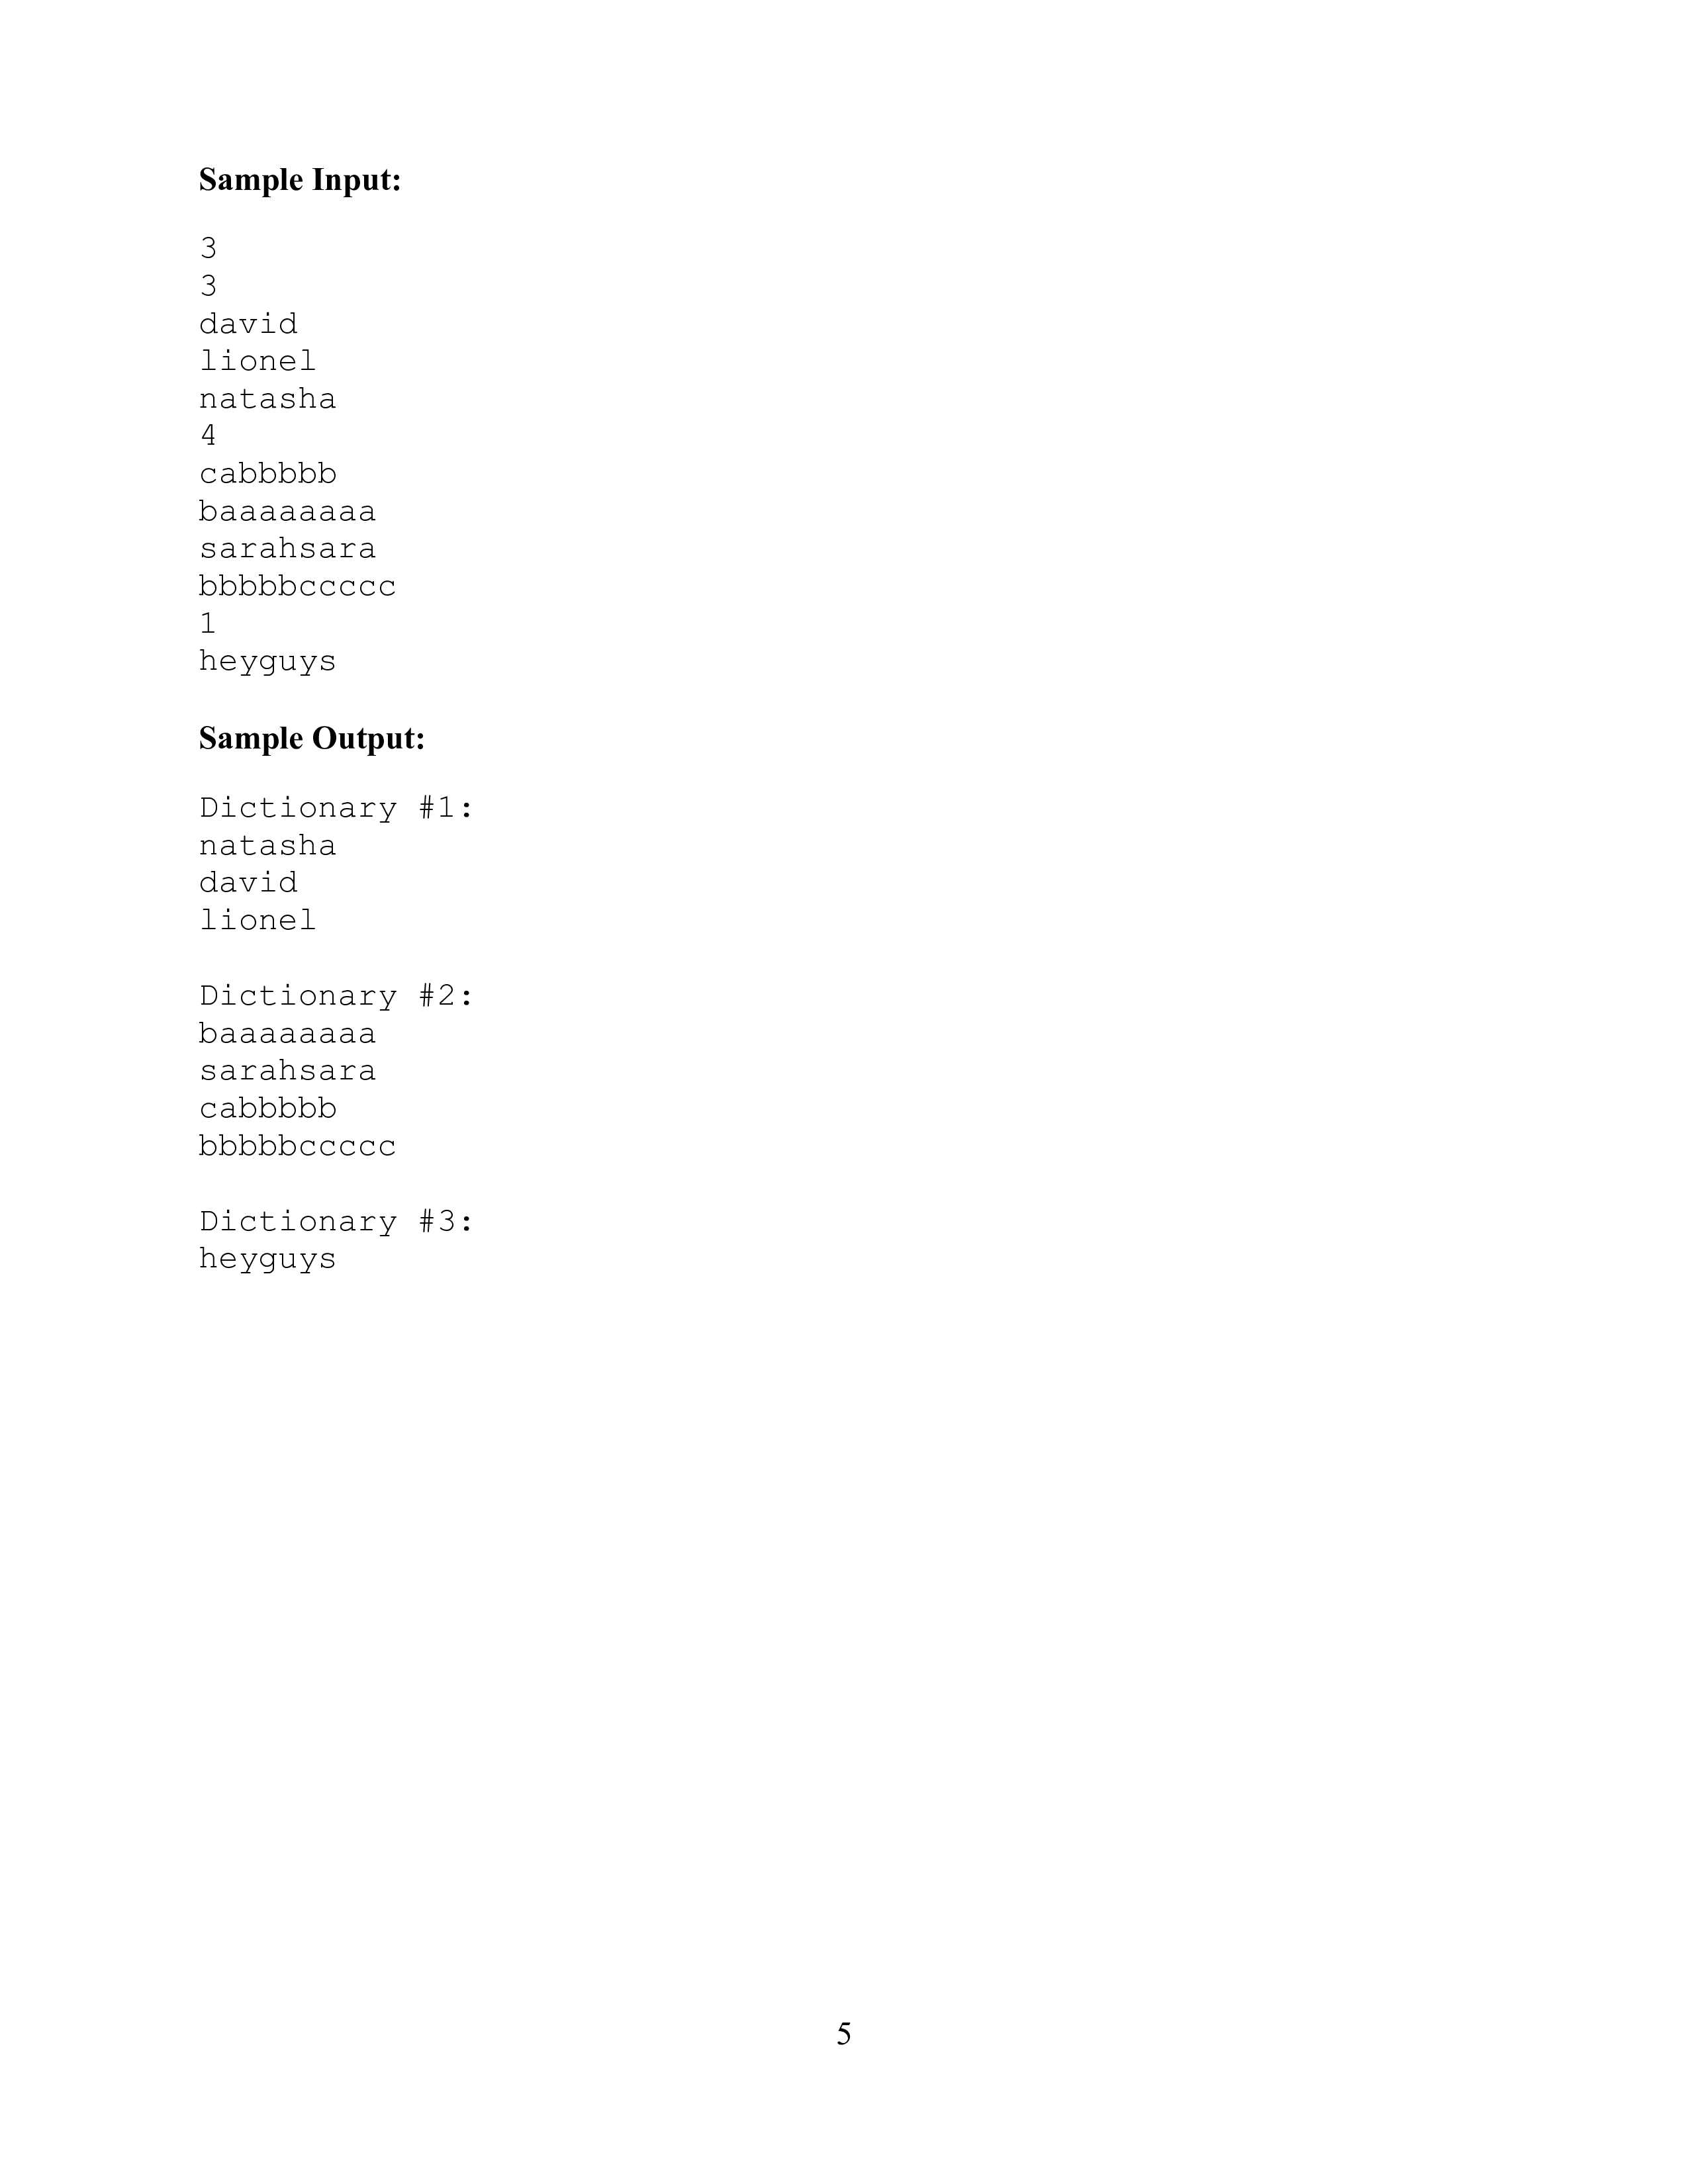 Sample Input:
3
3
david
lionel
natasha
4
cabbbbb
baaaaaaaa
sarahsara
bbbbbccccc
1
heyguys
Sample Output:
Dictionary #1:
natasha
david
lionel
Dictionary #2:
baaaaaaaa
sarahsara
cabbbbb
bbbbbccccc
Dictionary #3:
heyguys
5